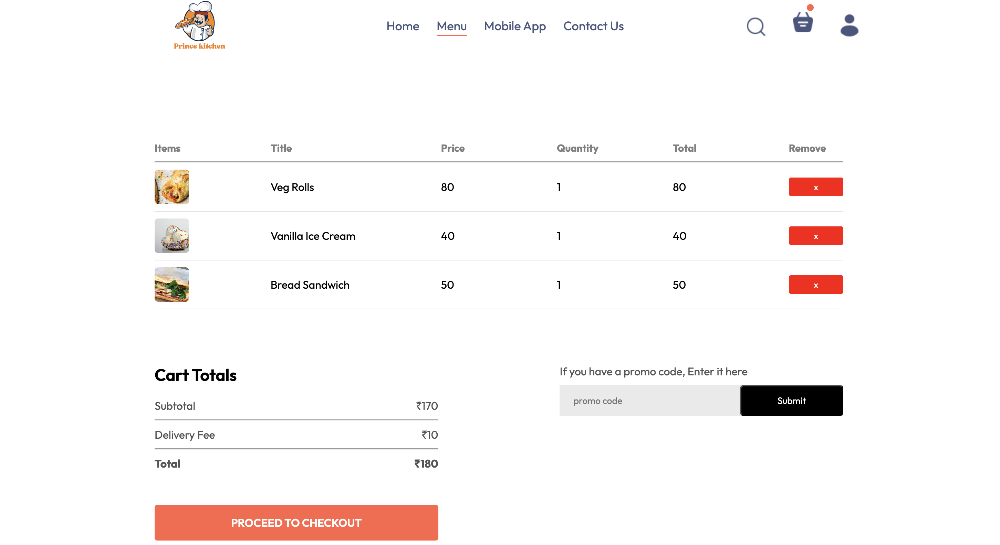 Prince kitchen
Home Menu Mobile App Contact Us
Items Title Price Quantity Total Remove
Veg Rolls 80 1 80 x
Vanilla Ice Cream 40 1 40 x
Bread Sandwich 50 1 50 x
Cart Totals
If you have a promo code, Enter it here
promo code Submit
Subtotal ₹170
Delivery Fee ₹10
Total ₹180
PROCEED TO CHECKOUT